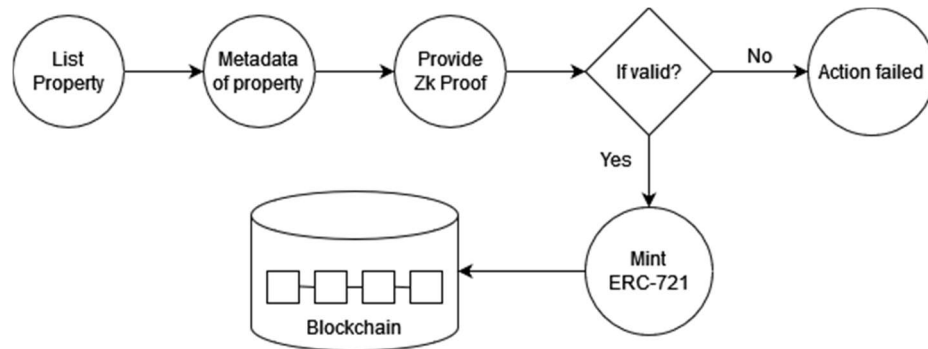 List
Property
Metadata
of property
Provide
Zk Proof
If valid?
No
Action failed
Yes
Mint
ERC-721
Blockchain